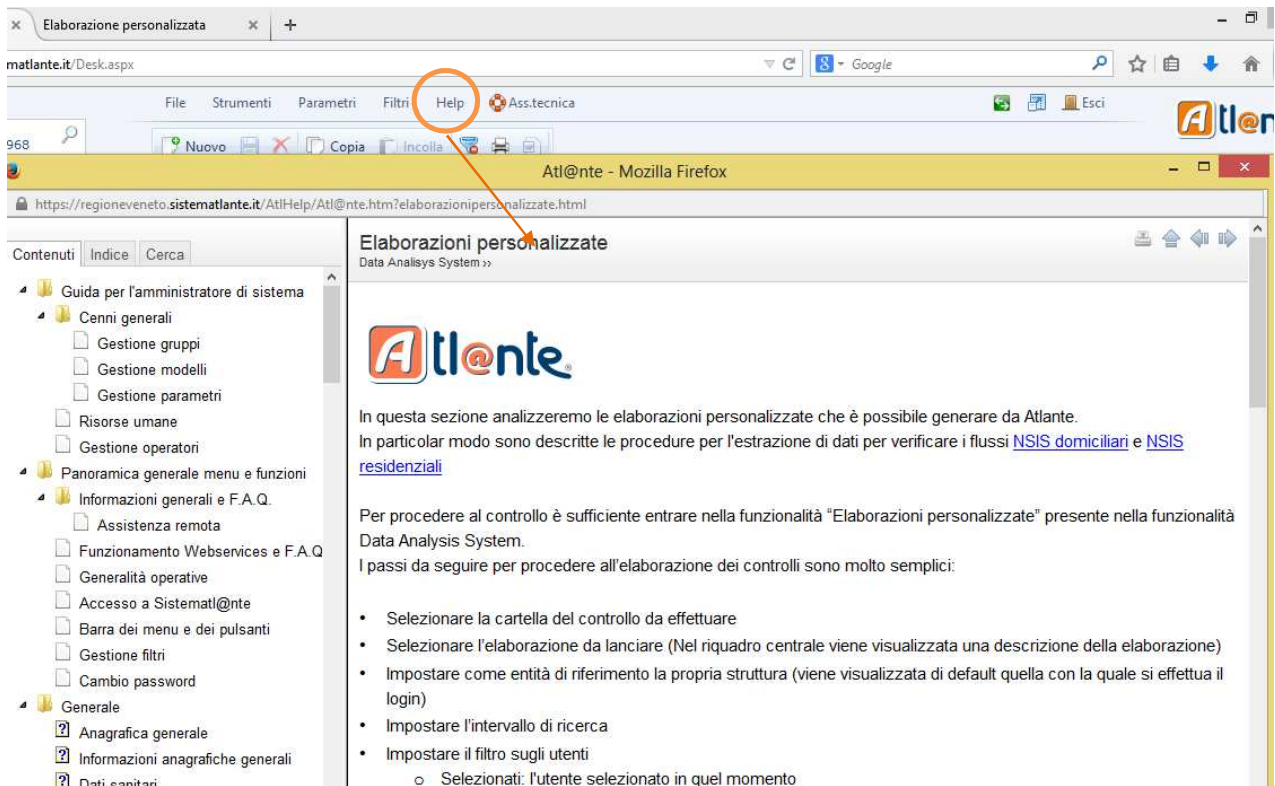 Elaborazione personalizzata
matlante.it/Desk.aspx
Google
File Strumenti Parametri Filtri Help Ass.tecnica Esci
968
Nuovo Copia Incolla
Atl@nte - Mozilla Firefox
https://regioneveneto.sistematlante.it/AtlHelp/Atl@nte.htm?elaborazionipersonalizzate.html
Contenuti Indice Cerca
Guida per l'amministratore di sistema
Cenni generali
Gestione gruppi
Gestione modelli
Gestione parametri
Risorse umane
Gestione operatori
Panoramica generale menu e funzioni
Informazioni generali e F.A.Q.
Assistenza remota
Funzionamento Webservices e F.A.Q
Generalità operative
Accesso a Sistematl@nte
Barra dei menu e dei pulsanti
Gestione filtri
Cambio password
Generale
Anagrafica generale
Informazioni anagrafiche generali
Dati sanitari
Elaborazioni personalizzate
Data Analisys System ››
Atl@nte
In questa sezione analizzeremo le elaborazioni personalizzate che è possibile generare da Atlante.
In particolar modo sono descritte le procedure per l'estrazione di dati per verificare i flussi NSIS domiciliari e NSIS
residenziali
Per procedere al controllo è sufficiente entrare nella funzionalità “Elaborazioni personalizzate” presente nella funzionalità
Data Analysis System.
I passi da seguire per procedere all’elaborazione dei controlli sono molto semplici:
• Selezionare la cartella del controllo da effettuare
• Selezionare l’elaborazione da lanciare (Nel riquadro centrale viene visualizzata una descrizione della elaborazione)
• Impostare come entità di riferimento la propria struttura (viene visualizzata di default quella con la quale si effettua il
login)
• Impostare l’intervallo di ricerca
• Impostare il filtro sugli utenti
o Selezionati: l'utente selezionato in quel momento